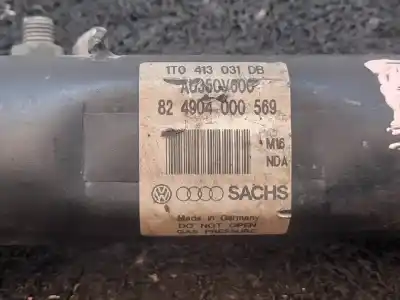 1T0 413 031 DB
82 4904 000 569
M16
NDA
SACHS
Made in Germany
DO NOT OPEN
GAS PRESSURE